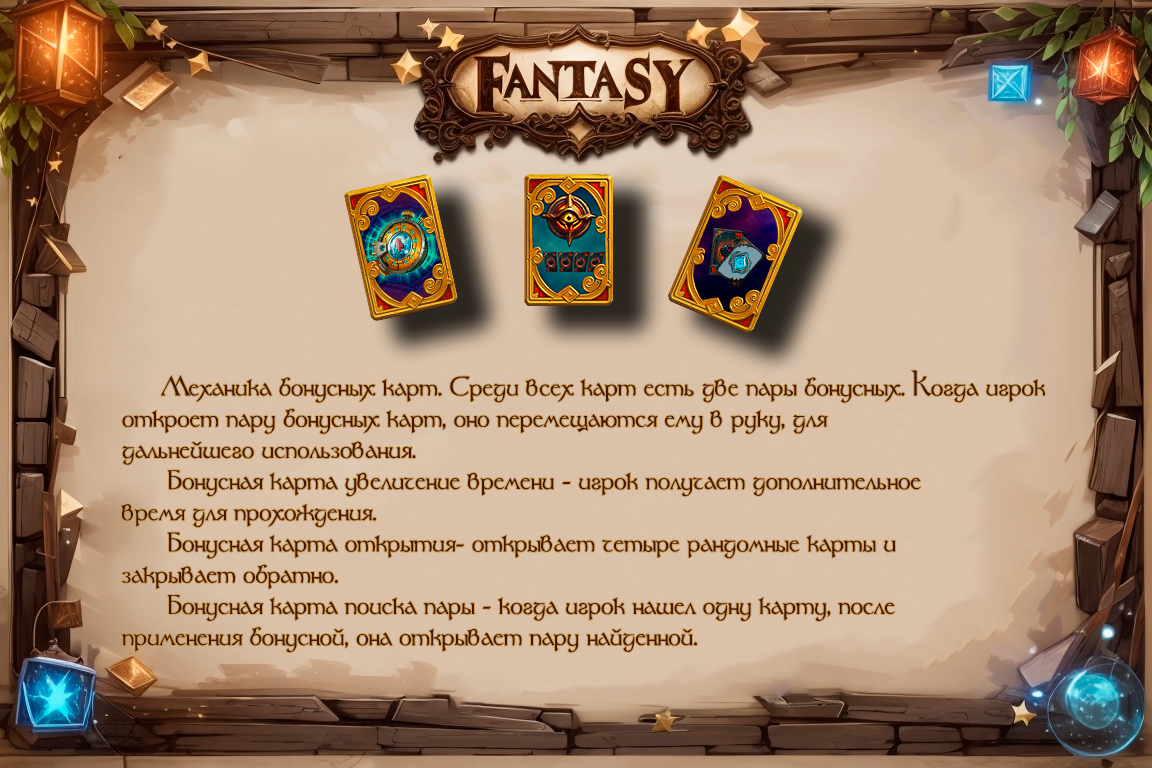 FANTASY
Механика бонусных карт. Среди всех карт есть две пары бонусных. Когда игрок
откроет пару бонусных карт, оно перемещаются ему в руку, для
дальнейшего использования.
Бонусная карта увеличение времени - игрок получает дополнительное
время для прохождения.
Бонусная карта открытия- открывает четыре рандомные карты и
закрывает обратно.
Бонусная карта поиска пары - когда игрок нашел одну карту, после
применения бонусной, она открывает пару найденной.